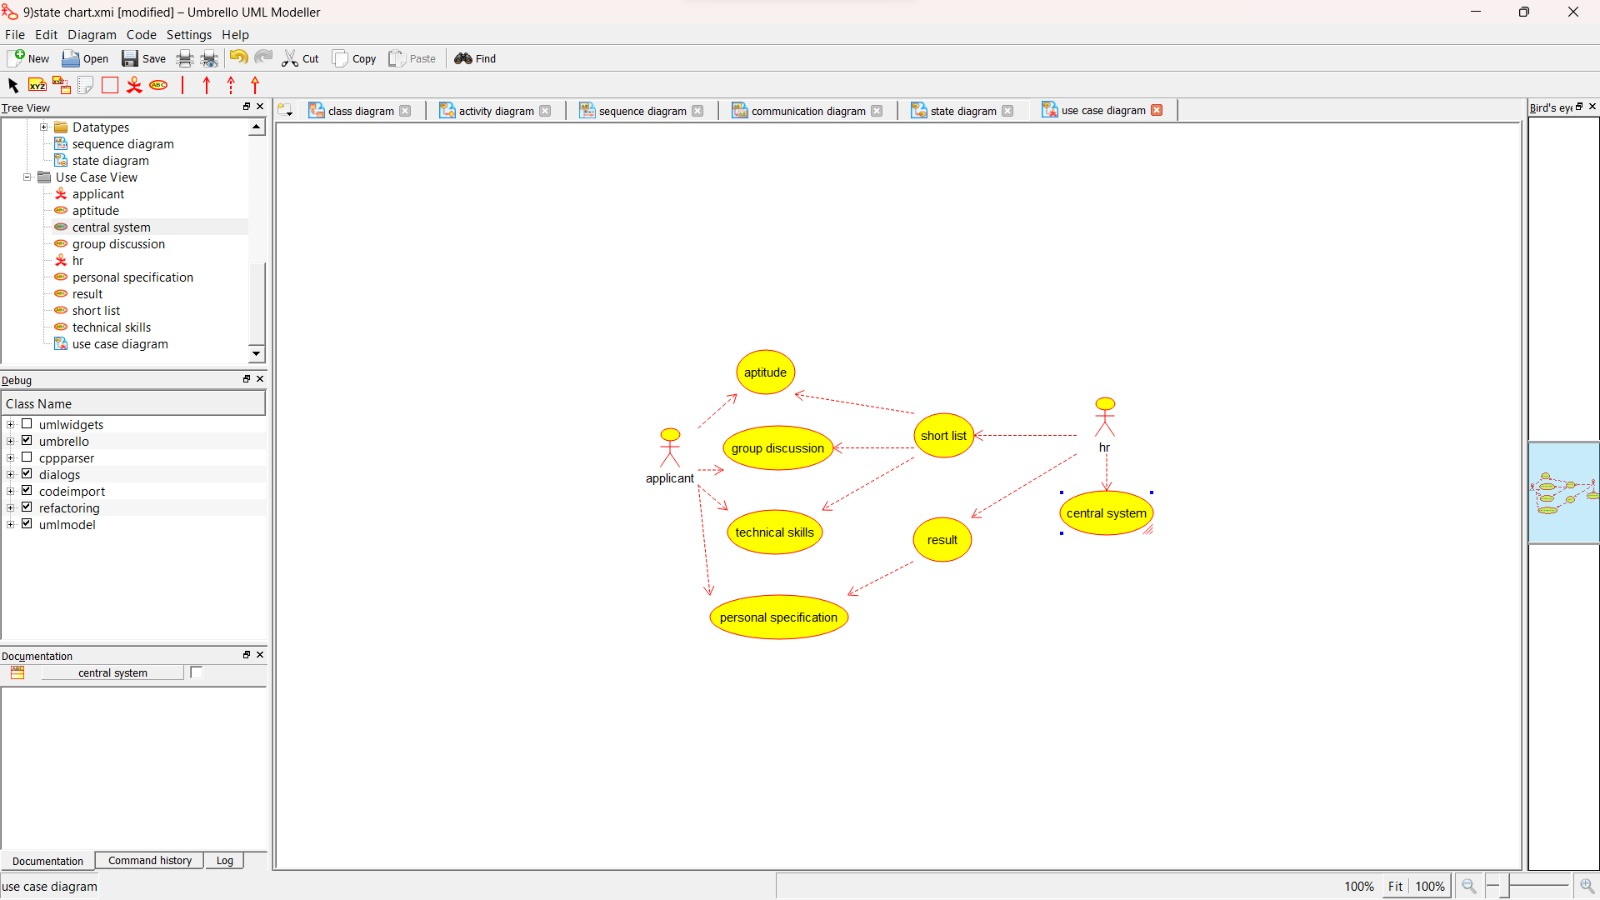 9)state chart.xmi [modified] – Umbrello UML Modeller
File Edit Diagram Code Settings Help
New Open Save Cut Copy Paste Find
XYZ ABC
Tree View
class diagram activity diagram sequence diagram communication diagram state diagram use case diagram
Bird's eye
Datatypes
sequence diagram
state diagram
Use Case View
applicant
aptitude
central system
group discussion
hr
personal specification
result
short list
technical skills
use case diagram
Debug
Class Name
umlwidgets
umbrello
cppparser
dialogs
codeimport
refactoring
umlmodel
Documentation
central system
Documentation Command history Log
aptitude
short list
group discussion
hr
applicant
central system
technical skills
result
personal specification
use case diagram
100% Fit 100%